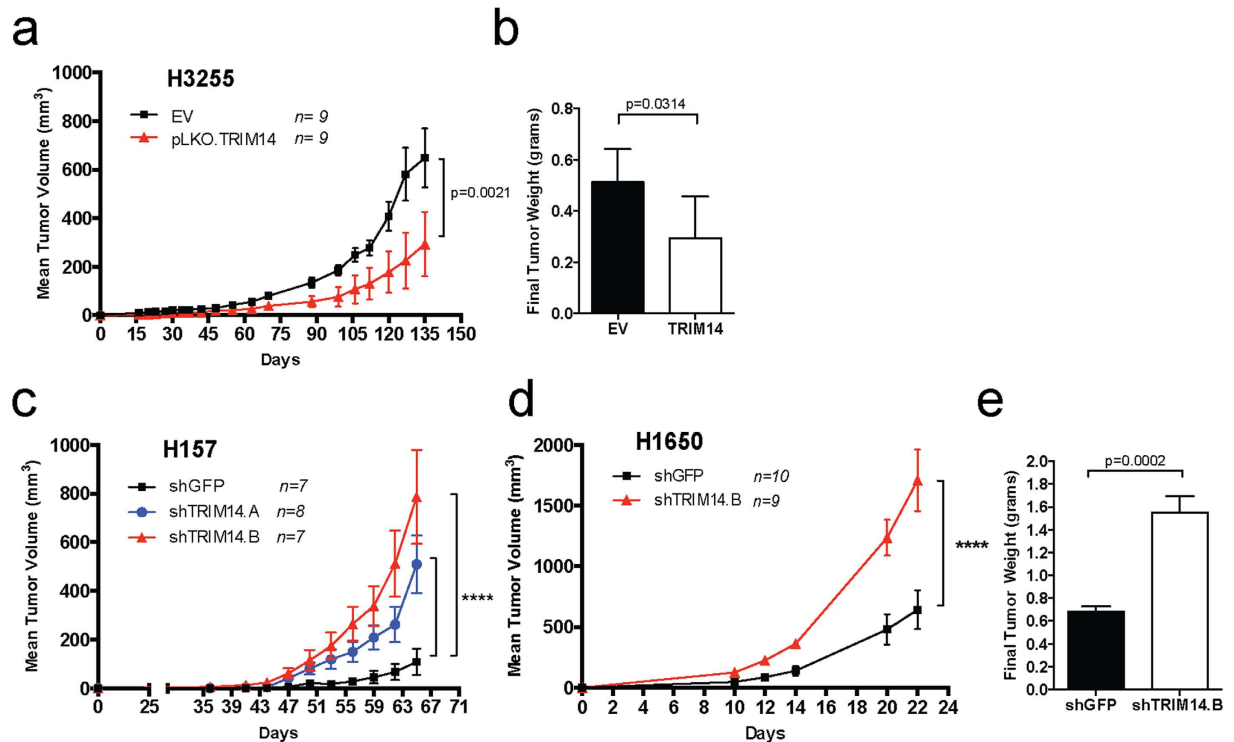 a
H3255
EV n= 9
pLKO.TRIM14 n= 9
Mean Tumor Volume (mm³)
1000
800
600
400
200
0
p=0.0021
0 15 30 45 60 75 90 105 120 135 150
Days
b
p=0.0314
Final Tumor Weight (grams)
0.8
0.6
0.4
0.2
0.0
EV TRIM14
c
H157
shGFP n=7
shTRIM14.A n=8
shTRIM14.B n=7
Mean Tumor Volume (mm³)
1000
800
600
400
200
0
****
0 25 35 39 43 47 51 55 59 63 67 71
Days
d
H1650
shGFP n=10
shTRIM14.B n=9
Mean Tumor Volume (mm³)
2000
1500
1000
500
0
****
0 2 4 6 8 10 12 14 16 18 20 22 24
Days
e
p=0.0002
Final Tumor Weight (grams)
2.0
1.8
1.6
1.4
1.2
1.0
0.8
0.6
0.4
0.2
0.0
shGFP shTRIM14.B